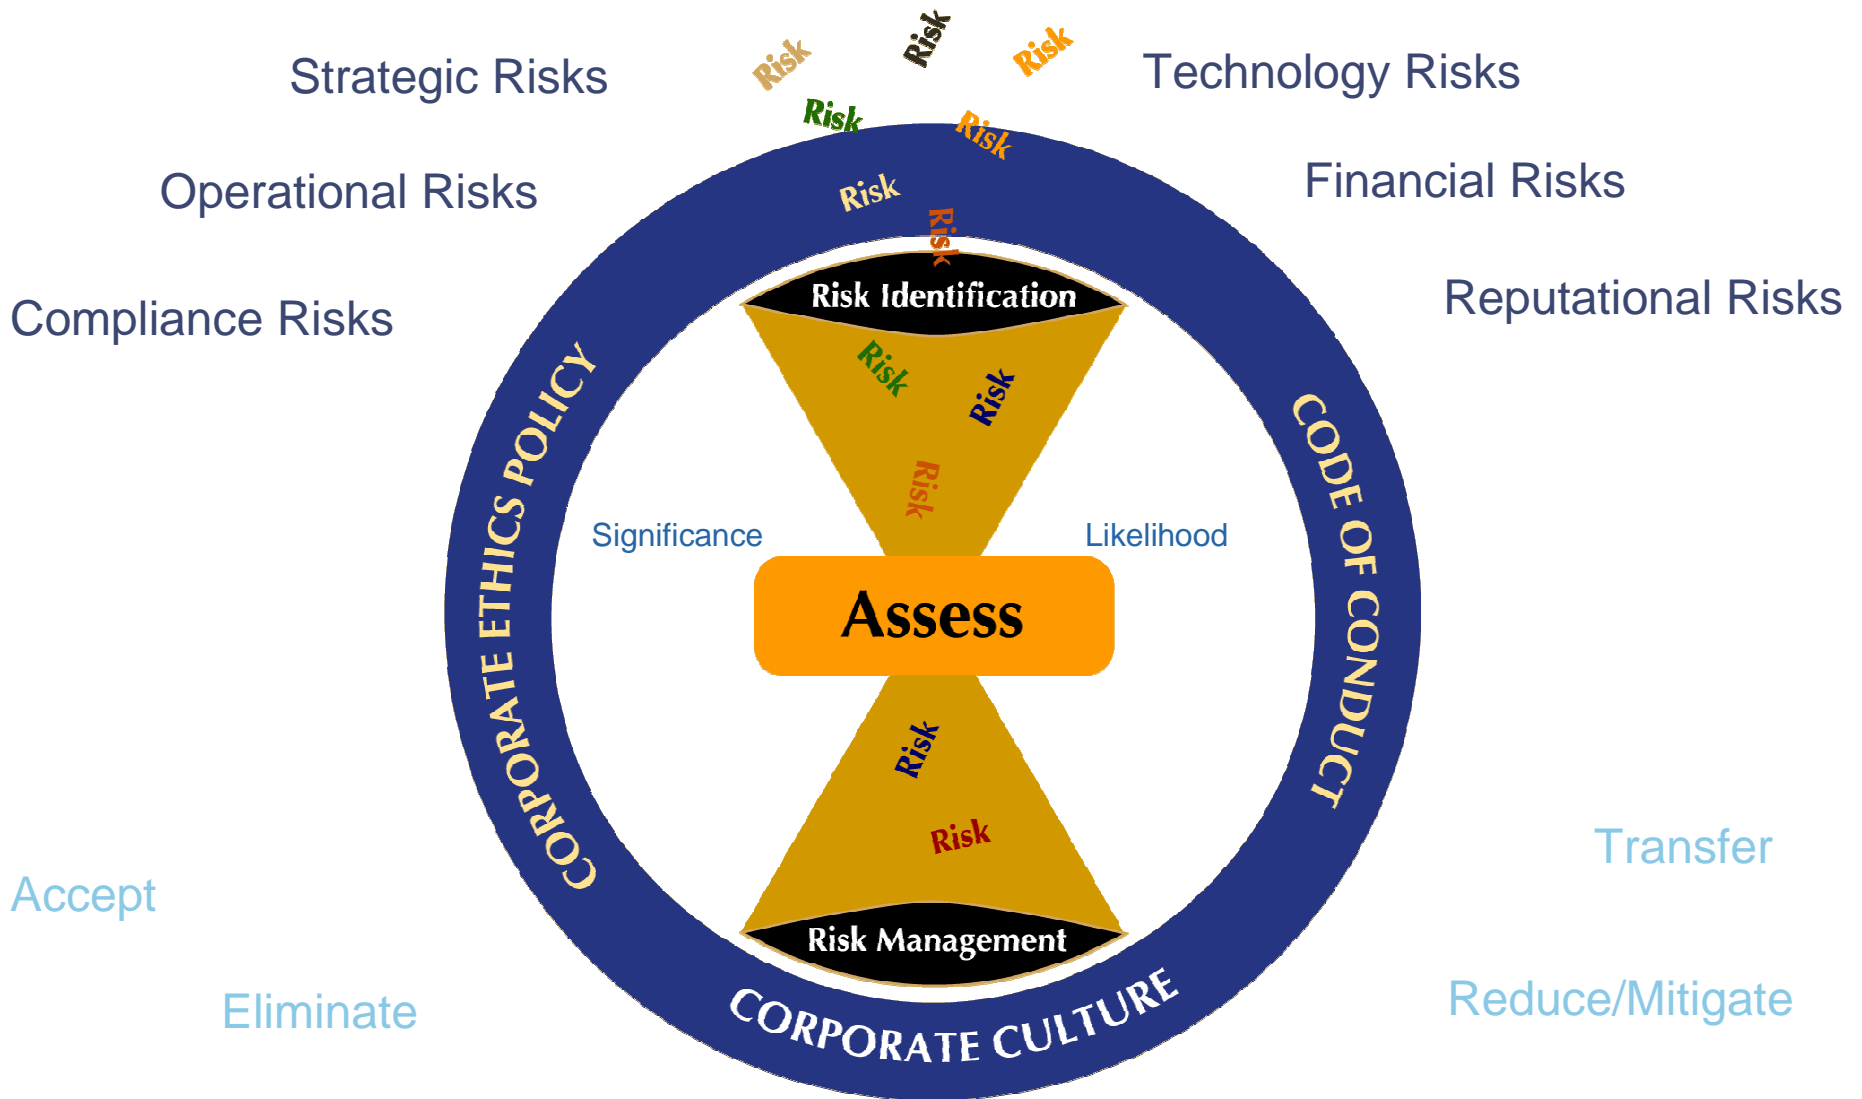 Risk
Risk
Risk
Strategic Risks
Technology Risks
Risk
Risk
Operational Risks
Risk
Financial Risks
Risk
Risk Identification
Compliance Risks
Reputational Risks
Risk
Risk
Risk
CORPORATE ETHICS POLICY
CODE OF CONDUCT
Significance
Likelihood
Assess
Risk
Risk
Transfer
Accept
Risk Management
Eliminate
Reduce/Mitigate
CORPORATE CULTURE